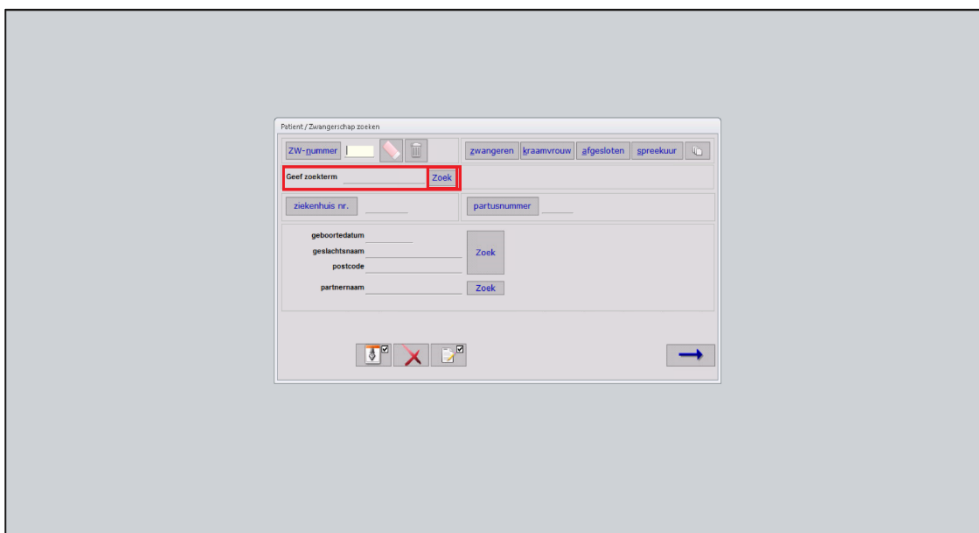 Patient / Zwangerschap zoeken
ZW-nummer zwangeren kraamvrouw afgesloten spreekuur
Geef zoekterm Zoek
ziekenhuis nr. partusnummer
geboortedatum
geslachtsnaam Zoek
postcode
partnernaam Zoek